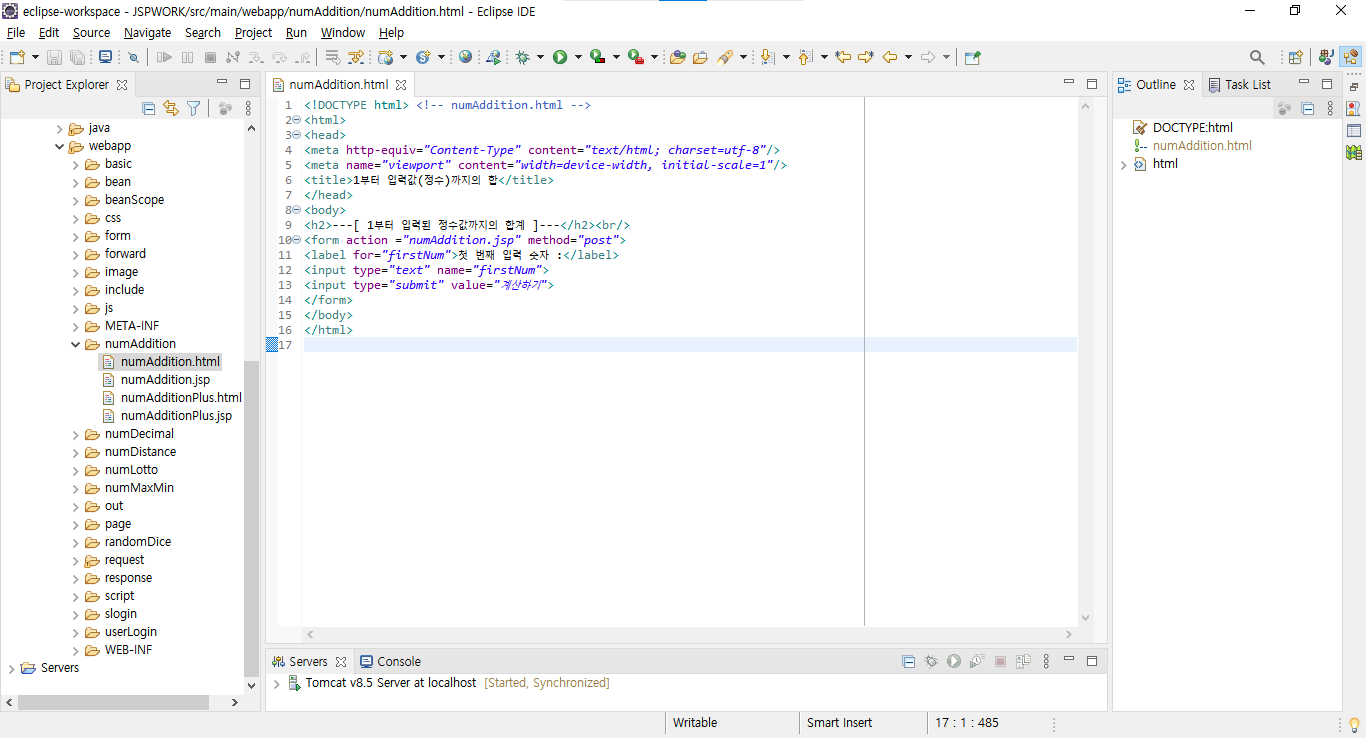 eclipse-workspace - JSPWORK/src/main/webapp/numAddition/numAddition.html - Eclipse IDE
File Edit Source Navigate Search Project Run Window Help
Project Explorer
java
webapp
basic
bean
beanScope
css
form
forward
image
include
js
META-INF
numAddition
numAddition.html
numAddition.jsp
numAdditionPlus.html
numAdditionPlus.jsp
numDecimal
numDistance
numLotto
numMaxMin
out
page
randomDice
request
response
script
slogin
userLogin
WEB-INF
Servers
numAddition.html
1 <!DOCTYPE html> <!-- numAddition.html -->
2 <html>
3 <head>
4 <meta http-equiv="Content-Type" content="text/html; charset=utf-8"/>
5 <meta name="viewport" content="width=device-width, initial-scale=1"/>
6 <title>1부터 입력값(정수)까지의 합</title>
7 </head>
8 <body>
9 <h2>---[ 1부터 입력된 정수값까지의 합계 ]---</h2><br/>
10 <form action ="numAddition.jsp" method="post">
11 <label for="firstNum">첫 번째 입력 숫자 :</label>
12 <input type="text" name="firstNum">
13 <input type="submit" value="계산하기">
14 </form>
15 </body>
16 </html>
17
Outline Task List
DOCTYPE:html
numAddition.html
html
Servers Console
Tomcat v8.5 Server at localhost [Started, Synchronized]
Writable Smart Insert 17 : 1 : 485